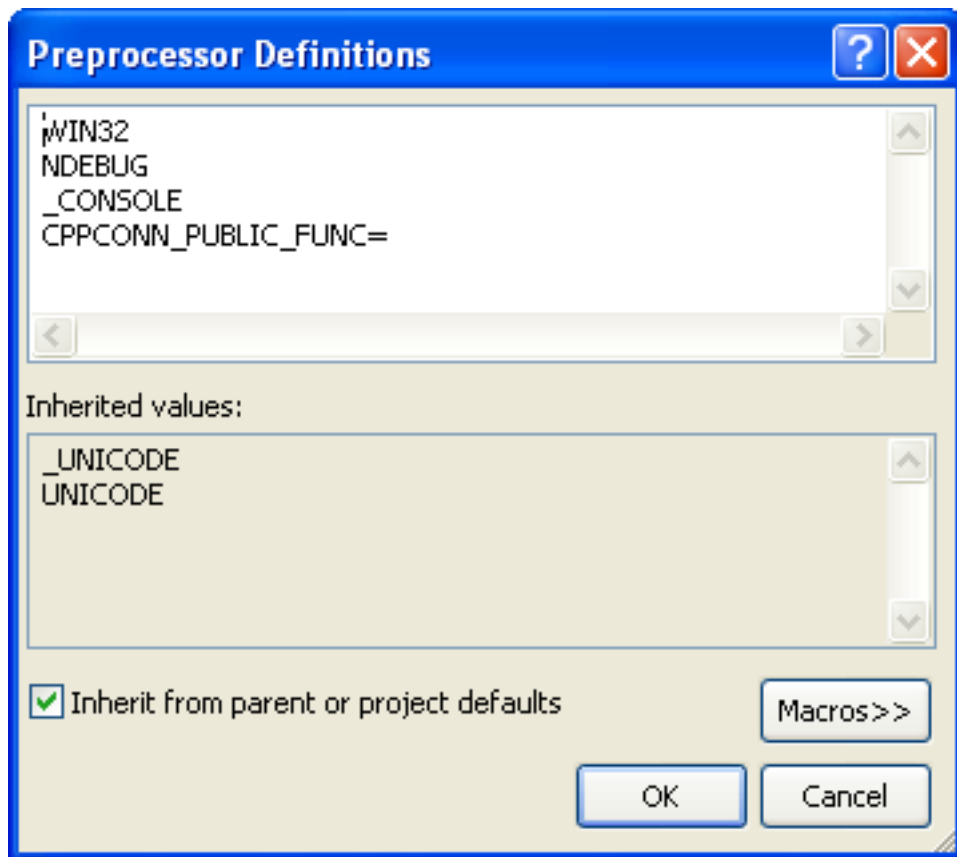 Preprocessor Definitions
WIN32
NDEBUG
_CONSOLE
CPPCONN_PUBLIC_FUNC=
Inherited values:
_UNICODE
UNICODE
Inherit from parent or project defaults
Macros>>
OK
Cancel